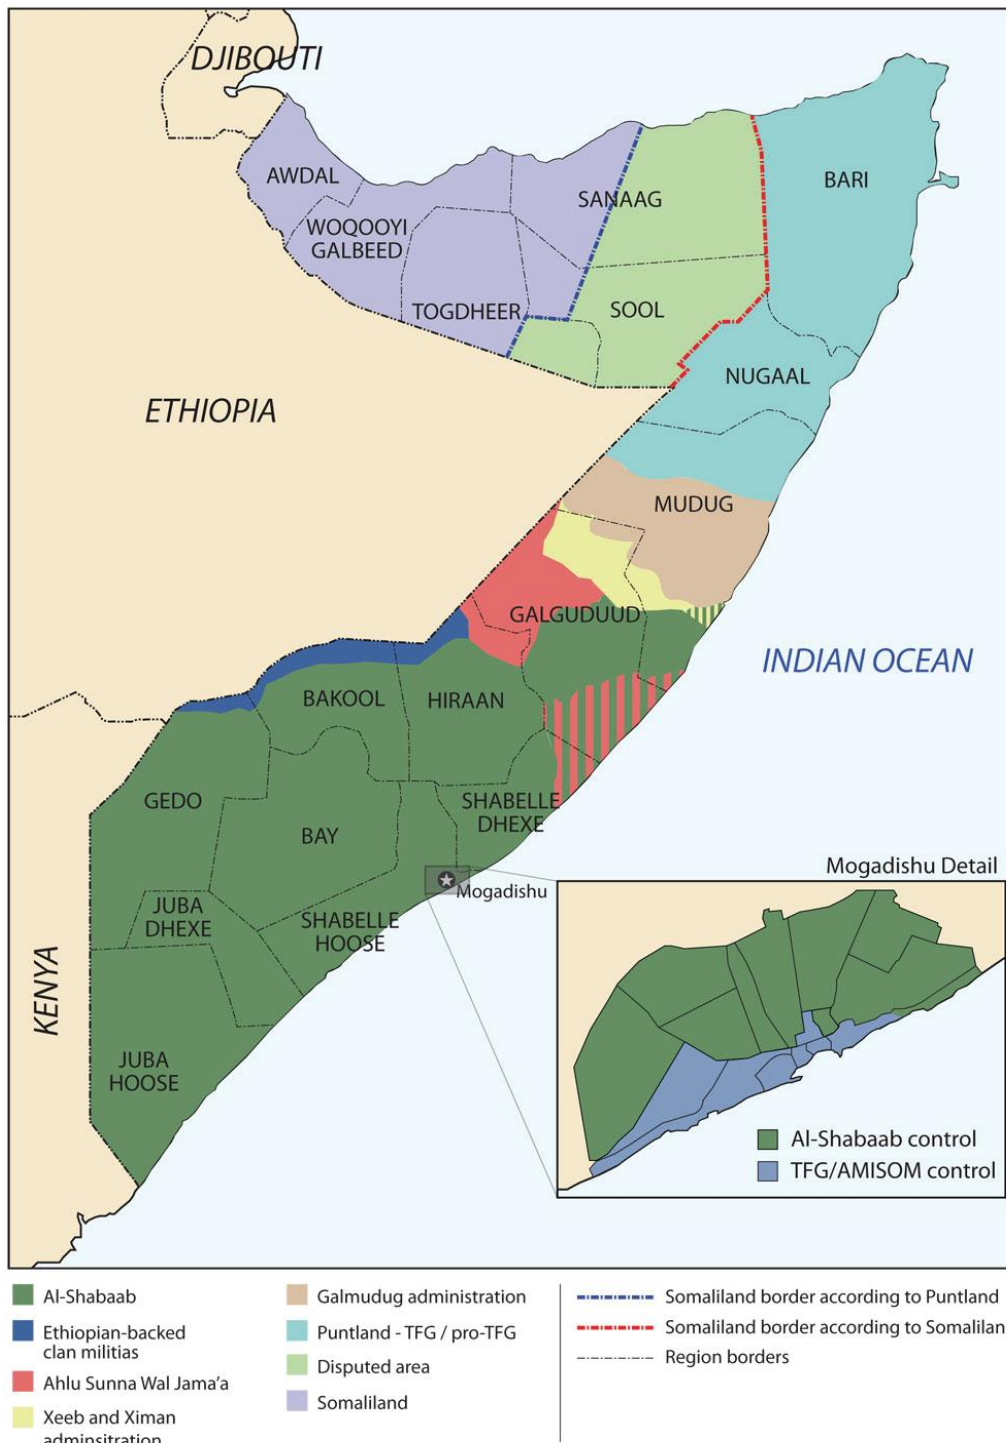 DJIBOUTI
AWDAL
WOQOOYI
GALBEED
TOGDHEER
SANAAG
SOOL
BARI
NUGAAL
ETHIOPIA
MUDUG
GALGUDUUD
INDIAN OCEAN
BAKOOL
HIRAAN
GEDO
BAY
SHABELLE
DHEXE
Mogadishu
JUBA
DHEXE
SHABELLE
HOOSE
KENYA
JUBA
HOOSE
Mogadishu Detail
Al-Shabaab control
TFG/AMISOM control
Al-Shabaab
Ethiopian-backed
clan militias
Ahlu Sunna Wal Jama’a
Xeeb and Ximan
adminsitration
Galmudug administration
Puntland - TFG / pro-TFG
Disputed area
Somaliland
Somaliland border according to Puntland
Somaliland border according to Somalilan
Region borders